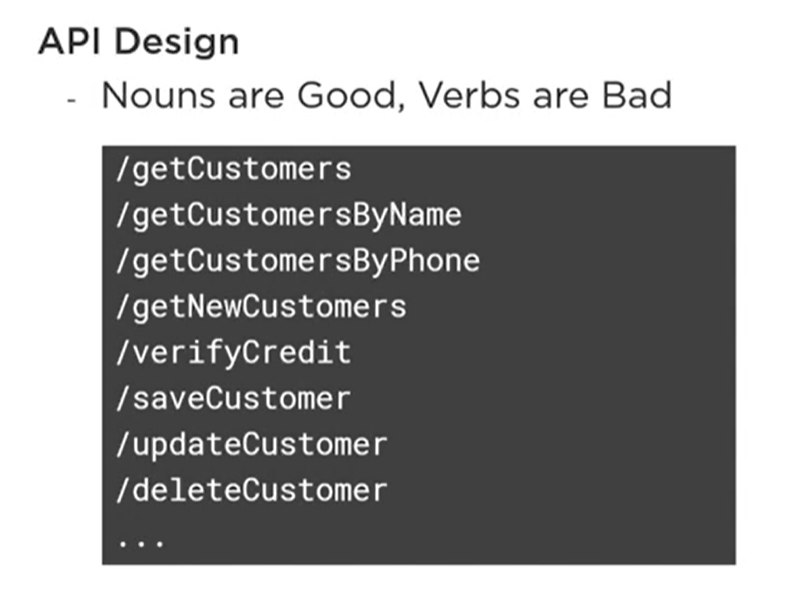 API Design
- Nouns are Good, Verbs are Bad
/getCustomers
/getCustomersByName
/getCustomersByPhone
/getNewCustomers
/verifyCredit
/saveCustomer
/updateCustomer
/deleteCustomer
...